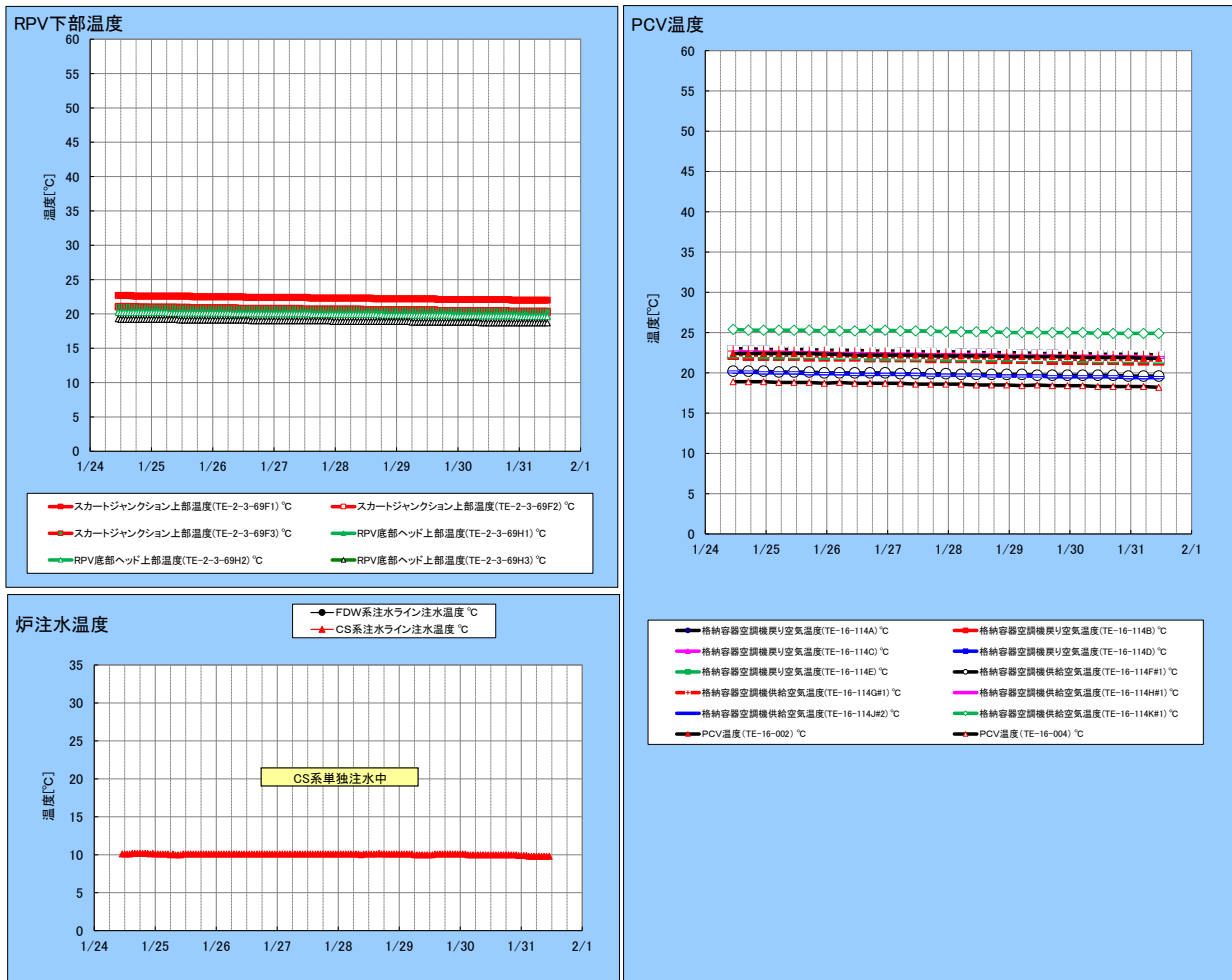 RPV下部温度
60
55
50
45
40
35
30
25
20
15
10
5
0
温度[℃]
1/24 1/25 1/26 1/27 1/28 1/29 1/30 1/31 2/1
スカートジャンクション上部温度(TE-2-3-69F1) ℃ スカートジャンクション上部温度(TE-2-3-69F2) ℃
スカートジャンクション上部温度(TE-2-3-69F3) ℃ RPV底部ヘッド上部温度(TE-2-3-69H1) ℃
RPV底部ヘッド上部温度(TE-2-3-69H2) ℃ RPV底部ヘッド上部温度(TE-2-3-69H3) ℃
炉注水温度
FDW系注水ライン注水温度 ℃
CS系注水ライン注水温度 ℃
35
30
25
20
15
10
5
0
温度[℃]
CS系単独注水中
1/24 1/25 1/26 1/27 1/28 1/29 1/30 1/31 2/1
PCV温度
60
55
50
45
40
35
30
25
20
15
10
5
0
温度[℃]
1/24 1/25 1/26 1/27 1/28 1/29 1/30 1/31 2/1
格納容器空調機戻り空気温度(TE-16-114A) ℃ 格納容器空調機戻り空気温度(TE-16-114B) ℃
格納容器空調機戻り空気温度(TE-16-114C) ℃ 格納容器空調機戻り空気温度(TE-16-114D) ℃
格納容器空調機戻り空気温度(TE-16-114E) ℃ 格納容器空調機供給空気温度(TE-16-114F#1) ℃
格納容器空調機供給空気温度(TE-16-114G#1) ℃ 格納容器空調機供給空気温度(TE-16-114H#1) ℃
格納容器空調機供給空気温度(TE-16-114J#2) ℃ 格納容器空調機供給空気温度(TE-16-114K#1) ℃
PCV温度(TE-16-002) ℃ PCV温度(TE-16-004) ℃